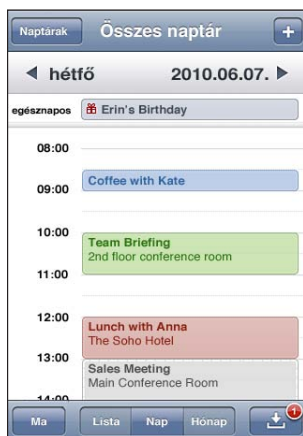 Naptárak
Összes naptár
+
hétfő
2010.06.07.
egésznapos
Erin's Birthday
08:00
Coffee with Kate
09:00
10:00
Team Briefing
2nd floor conference room
11:00
12:00
Lunch with Anna
The Soho Hotel
13:00
Sales Meeting
Main Conference Room
14:00
Ma
Lista
Nap
Hónap
1